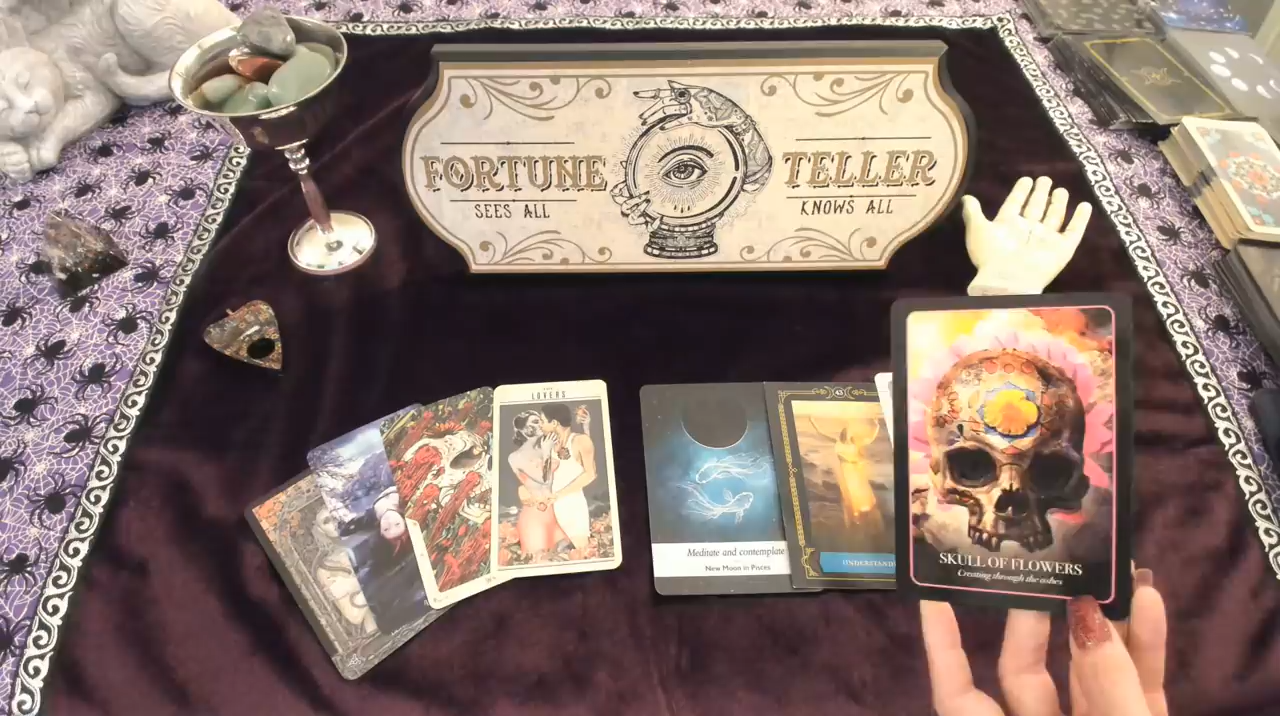 FORTUNE TELLER
SEES ALL
KNOWS ALL
THE
LOVERS
Meditate and contemplate
New Moon in Pisces
43
UNDERSTAND
SKULL OF FLOWERS
Creating through the ashes